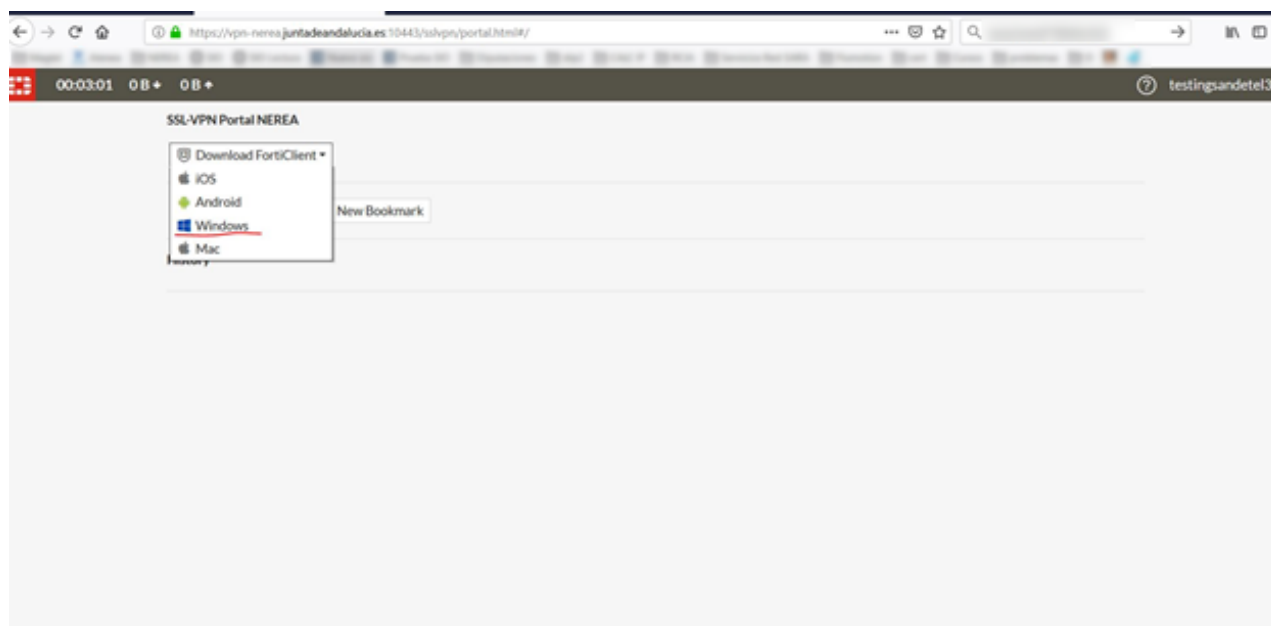 https://vpn-nerea.juntadeandalucia.es:10443/sslvpn/portal.html#/
00:03:01 0 B 0 B testingsandetel3
SSL-VPN Portal NEREA
Download FortiClient
iOS
Android
New Bookmark
Windows
Mac
History